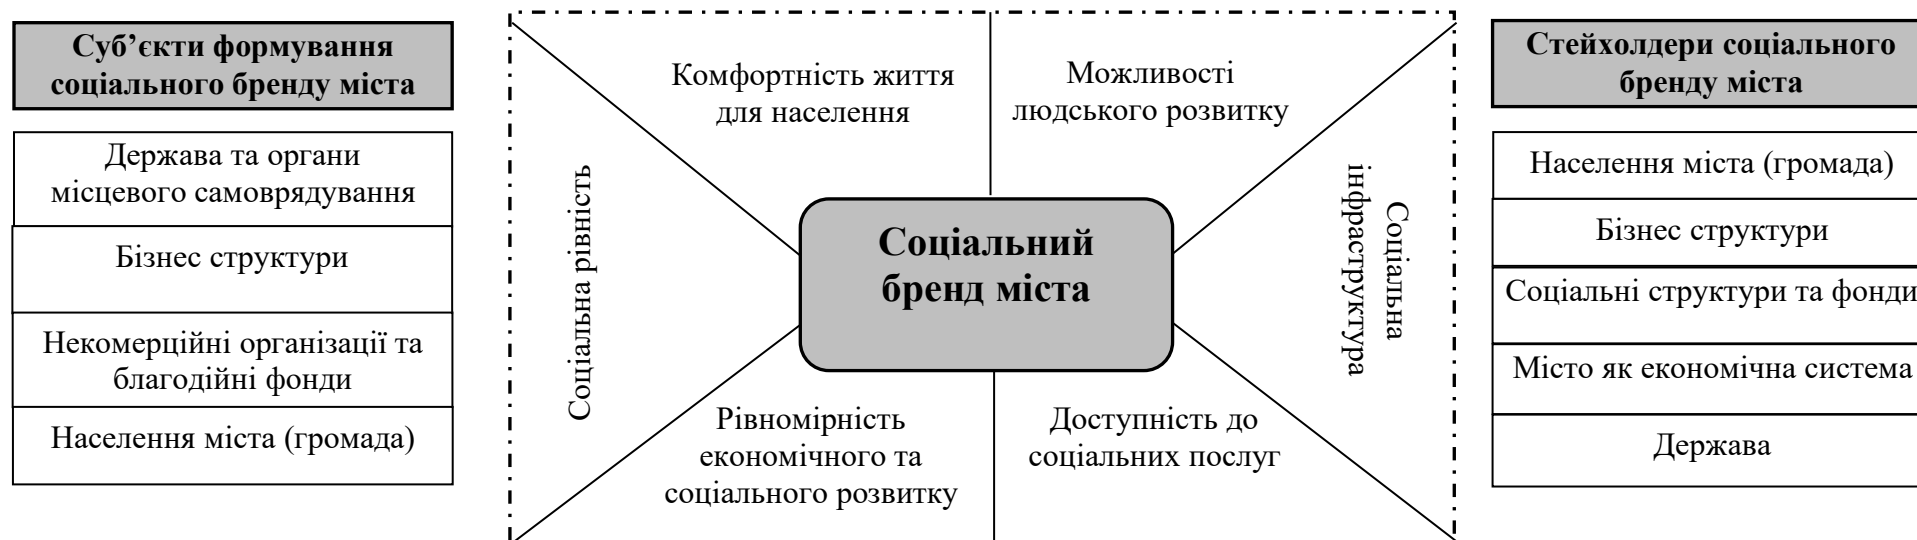 Суб’єкти формування
соціального бренду міста
Держава та органи
місцевого самоврядування
Бізнес структури
Некомерційні організації та
благодійні фонди
Населення міста (громада)
Комфортність життя
для населення
Можливості
людського розвитку
Соціальна рівність
Соціальний
бренд міста
Соціальна
інфраструктура
Рівномірність
економічного та
соціального розвитку
Доступність до
соціальних послуг
Стейхолдери соціального
бренду міста
Населення міста (громада)
Бізнес структури
Соціальні структури та фонди
Місто як економічна система
Держава